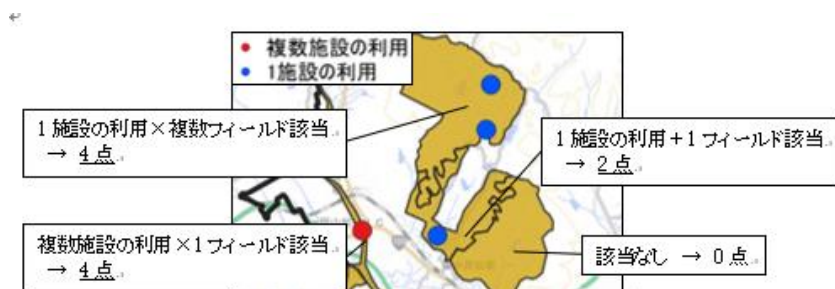 複数施設の利用
1施設の利用
1施設の利用×複数フィールド該当
→ 4点
1施設の利用+1フィールド該当
→ 2点
複数施設の利用×1フィールド該当
→ 4点
該当なし → 0点